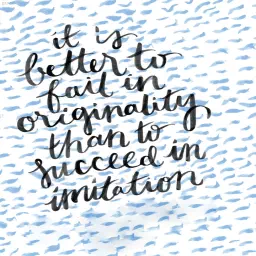 it is
better to
fail in
originality,
than to
succeed in
imitation